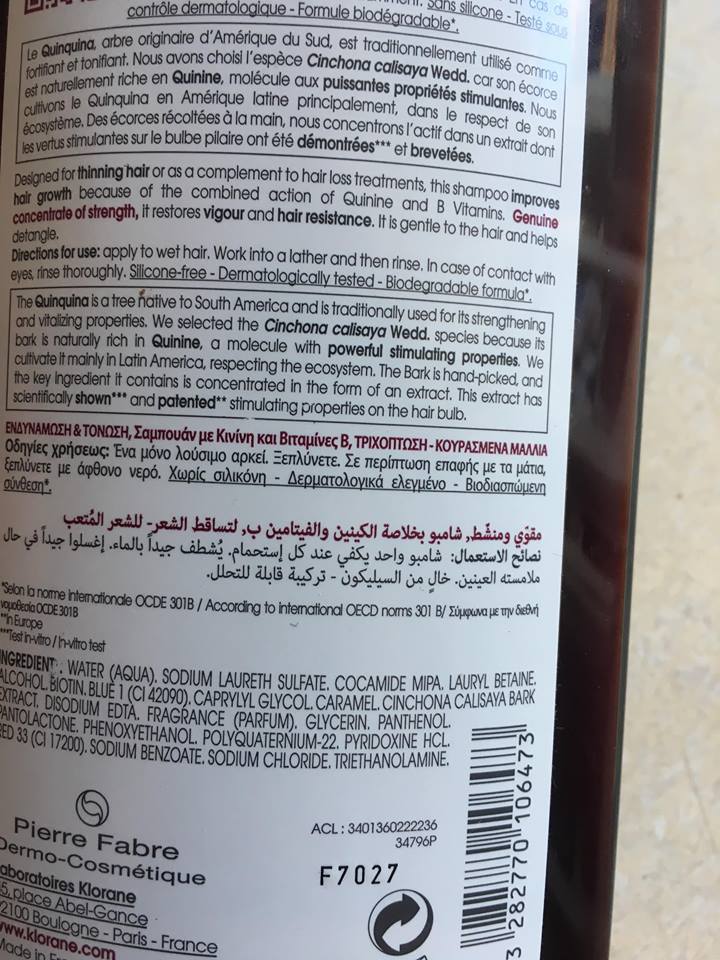 Sans silicone - Testé sous
contrôle dermatologique - Formule biodégradable*.
Le Quinquina, arbre originaire d'Amérique du Sud, est traditionnellement utilisé comme
fortifiant et tonifiant. Nous avons choisi l'espèce Cinchona calisaya Wedd. car son écorce
est naturellement riche en Quinine, molécule aux puissantes propriétés stimulantes. Nous
cultivons le Quinquina en Amérique latine principalement, dans le respect de son
écosystème. Des écorces récoltées à la main, nous concentrons l'actif dans un extrait dont
les vertus stimulantes sur le bulbe pilaire ont été démontrées*** et brevetées.
Designed for thinning hair or as a complement to hair loss treatments, this shampoo improves
hair growth because of the combined action of Quinine and B Vitamins. Genuine
concentrate of strength, it restores vigour and hair resistance. It is gentle to the hair and helps
detangle.
Directions for use: apply to wet hair. Work into a lather and then rinse. In case of contact with
eyes, rinse thoroughly. Silicone-free - Dermatologically tested - Biodegradable formula*.
The Quinquina is a tree native to South America and is traditionally used for its strengthening
and vitalizing properties. We selected the Cinchona calisaya Wedd. species because its
bark is naturally rich in Quinine, a molecule with powerful stimulating properties. We
cultivate it mainly in Latin America, respecting the ecosystem. The Bark is hand-picked, and
the key ingredient it contains is concentrated in the form of an extract. This extract has
scientifically shown*** and patented** stimulating properties on the hair bulb.
ΕΝΔΥΝΑΜΩΣΗ & ΤΟΝΩΣΗ, Σαμπουάν με Κινίνη και Βιταμίνες Β, ΤΡΙΧΟΠΤΩΣΗ - ΚΟΥΡΑΣΜΕΝΑ ΜΑΛΛΙΑ
Οδηγίες χρήσεως: Ένα μόνο λούσιμο αρκεί. Ξεπλύνετε. Σε περίπτωση επαφής με τα μάτια,
ξεπλύνετε με άφθονο νερό. Χωρίς σιλικόνη - Δερματολογικά ελεγμένο - Βιοδιασπώμενη
σύνθεση*.
مقوّي ومنشّط, شامبو بخلاصة الكينين والفيتامين ب, لتساقط الشعر- للشعر المُتعب
نصائح الاستعمال: شامبو واحد يكفي عند كل إستحمام. يُشطف جيداً بالماء. إغسلوا جيداً في حال
ملامسته العينين. خالٍ من السيليكون - تركيبة قابلة للتحلل.
*Selon la norme internationale OCDE 301B / According to international OECD norms 301 B/ Σύμφωνα με την διεθνή
νομοθεσία OCDE 301B
**In Europe
***Test in-vitro / In-vitro test
INGREDIENT: WATER (AQUA). SODIUM LAURETH SULFATE. COCAMIDE MIPA. LAURYL BETAINE.
ALCOHOL. BIOTIN. BLUE 1 (CI 42090). CAPRYLYL GLYCOL. CARAMEL. CINCHONA CALISAYA BARK
EXTRACT. DISODIUM EDTA. FRAGRANCE (PARFUM). GLYCERIN. PANTHENOL.
PANTOLACTONE. PHENOXYETHANOL. POLYQUATERNIUM-22. PYRIDOXINE HCL.
RED 33 (CI 17200). SODIUM BENZOATE. SODIUM CHLORIDE. TRIETHANOLAMINE.
Pierre Fabre
Dermo-Cosmétique
Laboratoires Klorane
place Abel-Gance
92100 Boulogne - Paris - France
www.klorane.com
Made in
ACL : 3401360222236
34796P
F7027
3 282770 106473